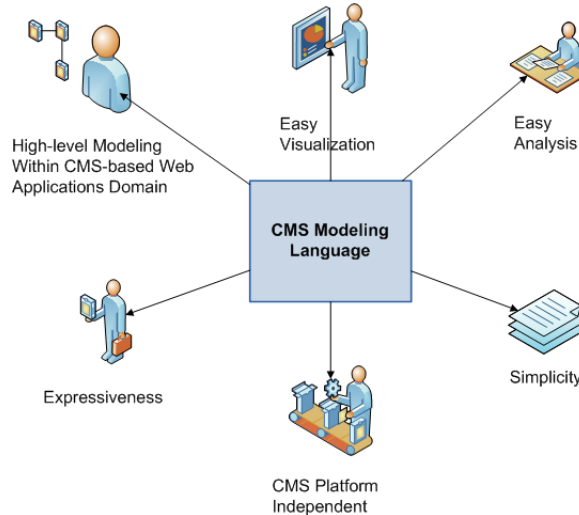 Easy
Visualization
Easy
Analysis
High-level Modeling
Within CMS-based Web
Applications Domain
CMS Modeling
Language
Expressiveness
Simplicity
CMS Platform
Independent